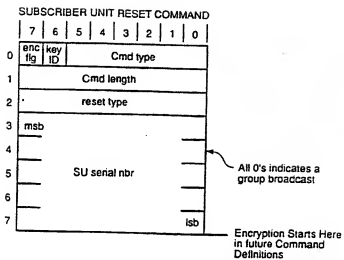 SUBSCRIBER UNIT RESET COMMAND
7 6 5 4 3 2 1 0
0 enc flg key ID Cmd type
1 Cmd length
2 reset type
3 msb
4
All 0's indicates a
group broadcast
5 SU serial nbr
6
7 lsb
Encryption Starts Here
in future Command
Definitions